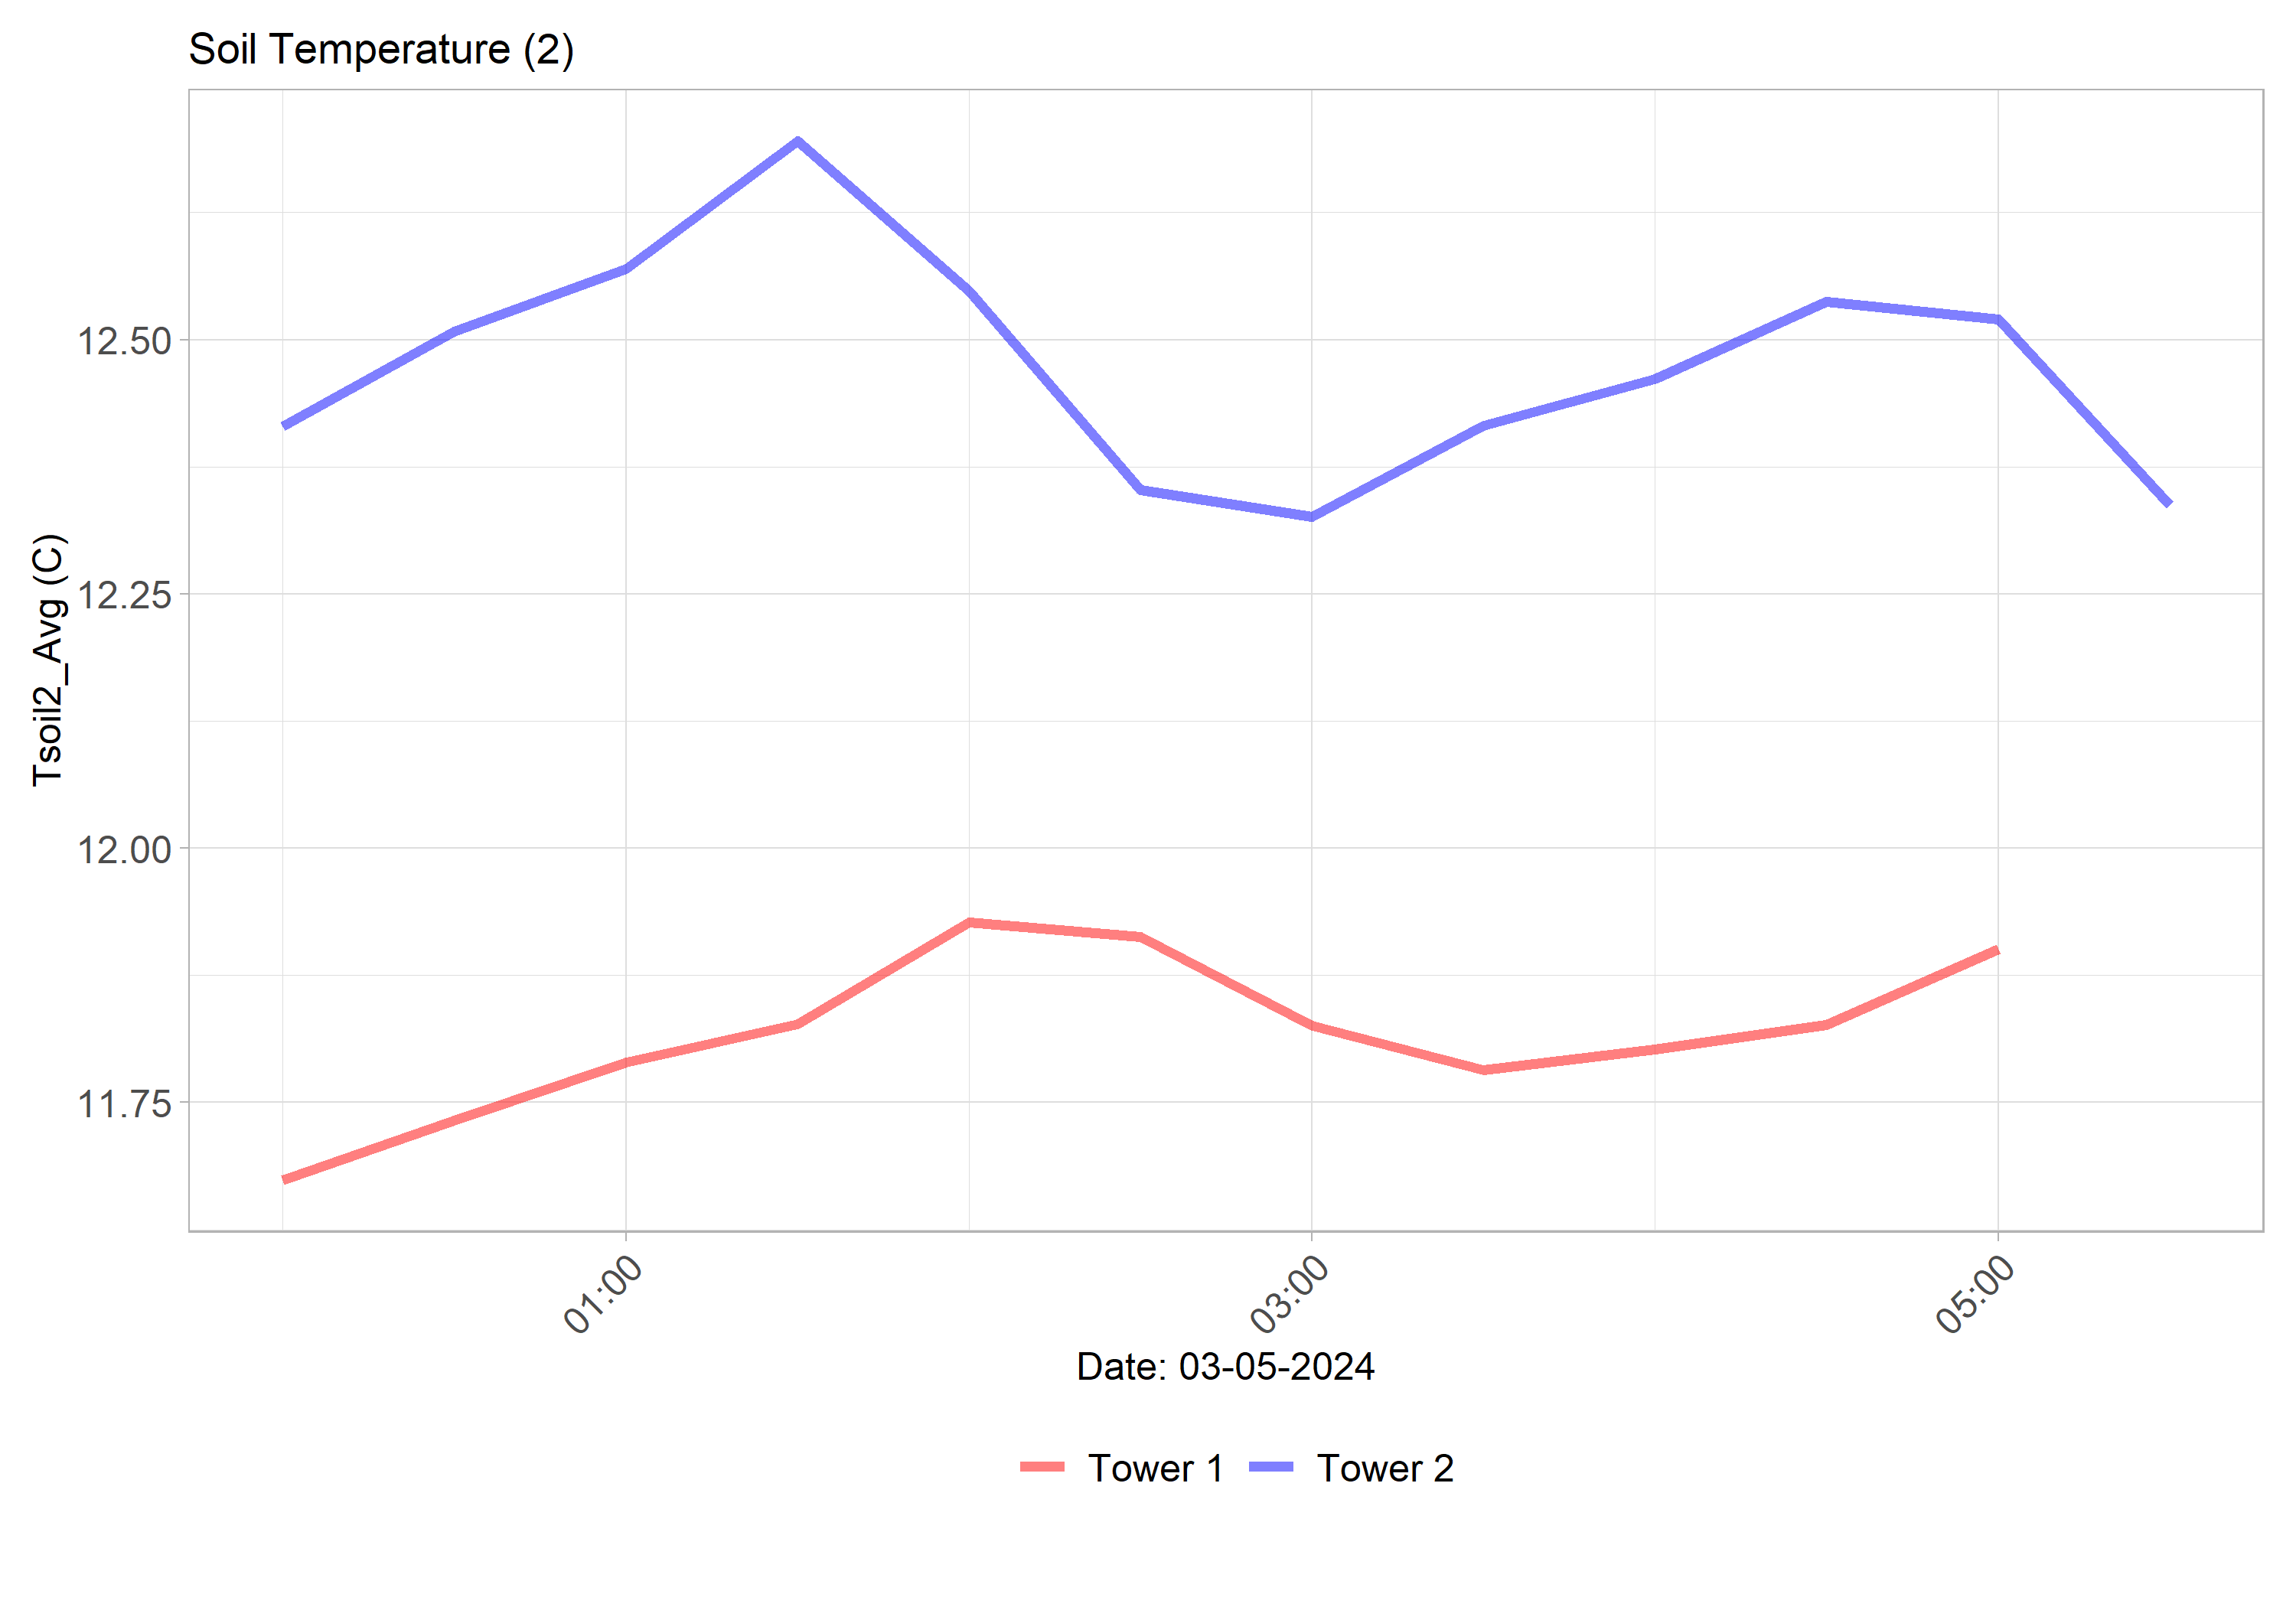 Soil Temperature (2)
Tsoil2_Avg (C)
12.50
12.25
12.00
11.75
01:00
03:00
05:00
Date: 03-05-2024
Tower 1
Tower 2